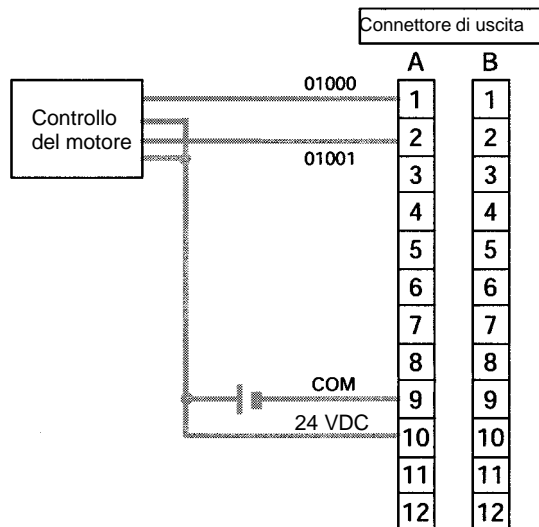 Connettore di uscita
A B
01000
Controllo
del motore
01001
1 1
2 2
3 3
4 4
5 5
6 6
7 7
8 8
COM
9 9
24 VDC
10 10
11 11
12 12